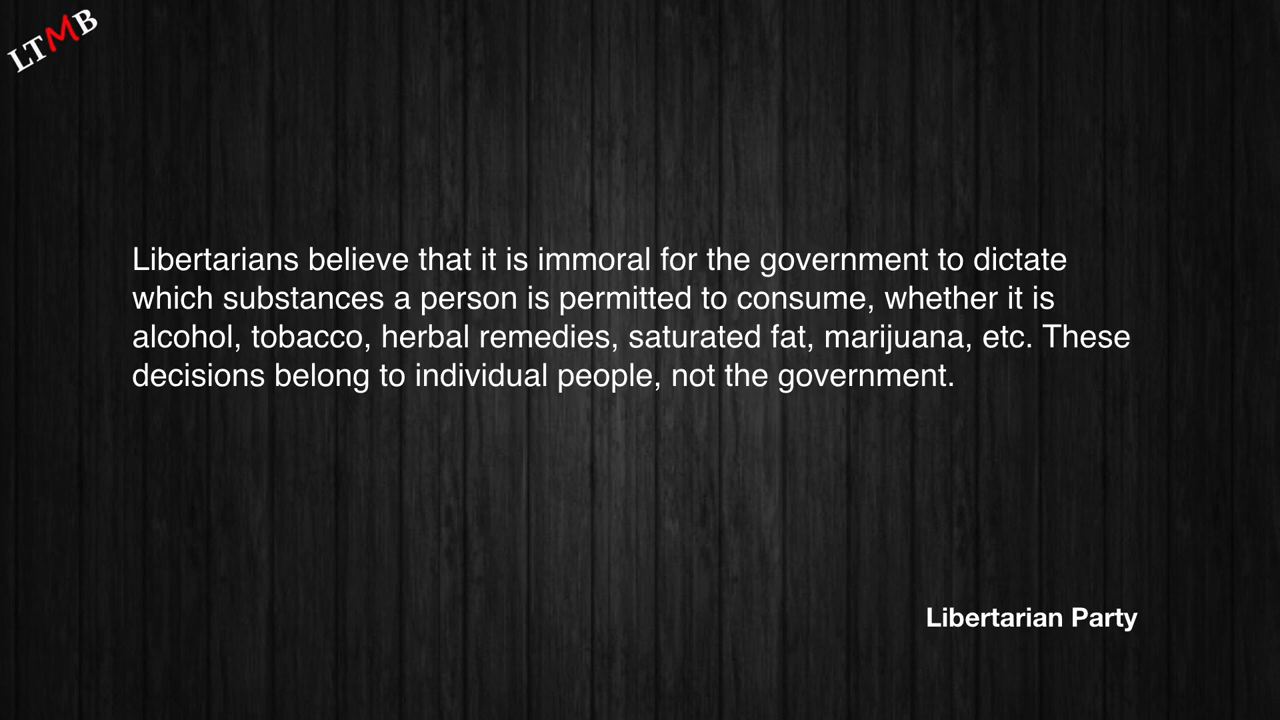 LTMB
Libertarians believe that it is immoral for the government to dictate
which substances a person is permitted to consume, whether it is
alcohol, tobacco, herbal remedies, saturated fat, marijuana, etc. These
decisions belong to individual people, not the government.
Libertarian Party